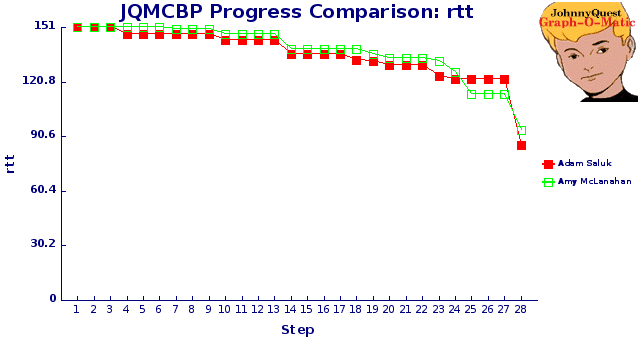 JQMCBP Progress Comparison: rtt
JohnnyQuest
Graph-O-Matic
151
120.8
90.6
60.4
30.2
0
rtt
1 2 3 4 5 6 7 8 9 10 11 12 13 14 15 16 17 18 19 20 21 22 23 24 25 26 27 28
Step
Adam Saluk
Amy McLanahan